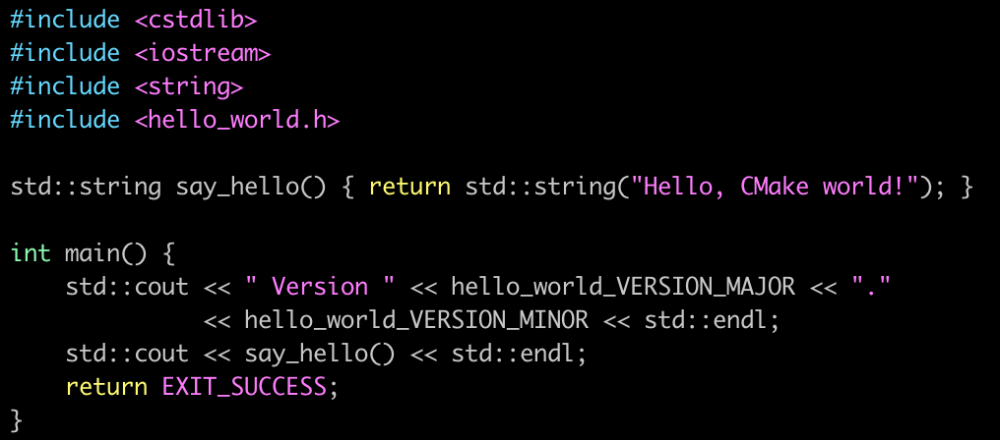 #include <cstdlib>
#include <iostream>
#include <string>
#include <hello_world.h>

std::string say_hello() { return std::string("Hello, CMake world!"); }

int main() {
    std::cout << " Version " << hello_world_VERSION_MAJOR << "."
              << hello_world_VERSION_MINOR << std::endl;
    std::cout << say_hello() << std::endl;
    return EXIT_SUCCESS;
}